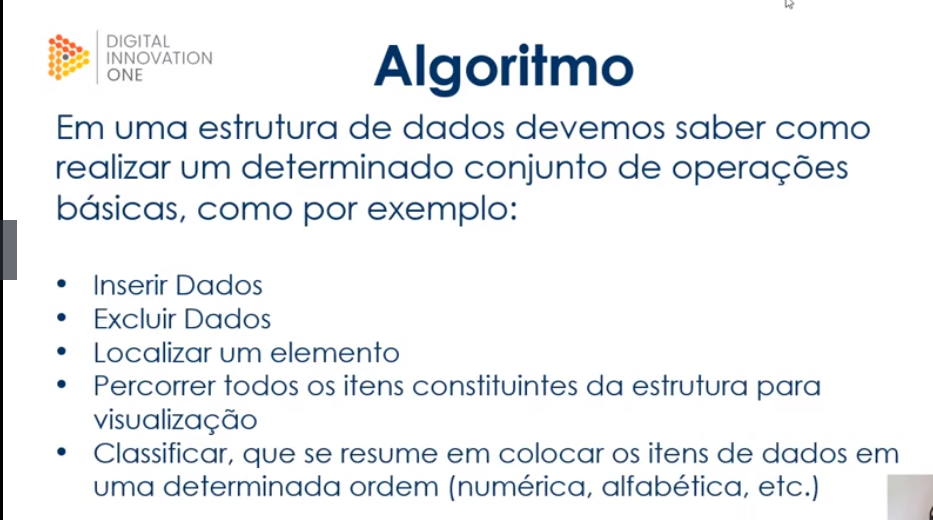 DIGITAL
INNOVATION
ONE
Algoritmo
Em uma estrutura de dados devemos saber como
realizar um determinado conjunto de operações
básicas, como por exemplo:
• Inserir Dados
• Excluir Dados
• Localizar um elemento
• Percorrer todos os itens constituintes da estrutura para
visualização
• Classificar, que se resume em colocar os itens de dados em
uma determinada ordem (numérica, alfabética, etc.)